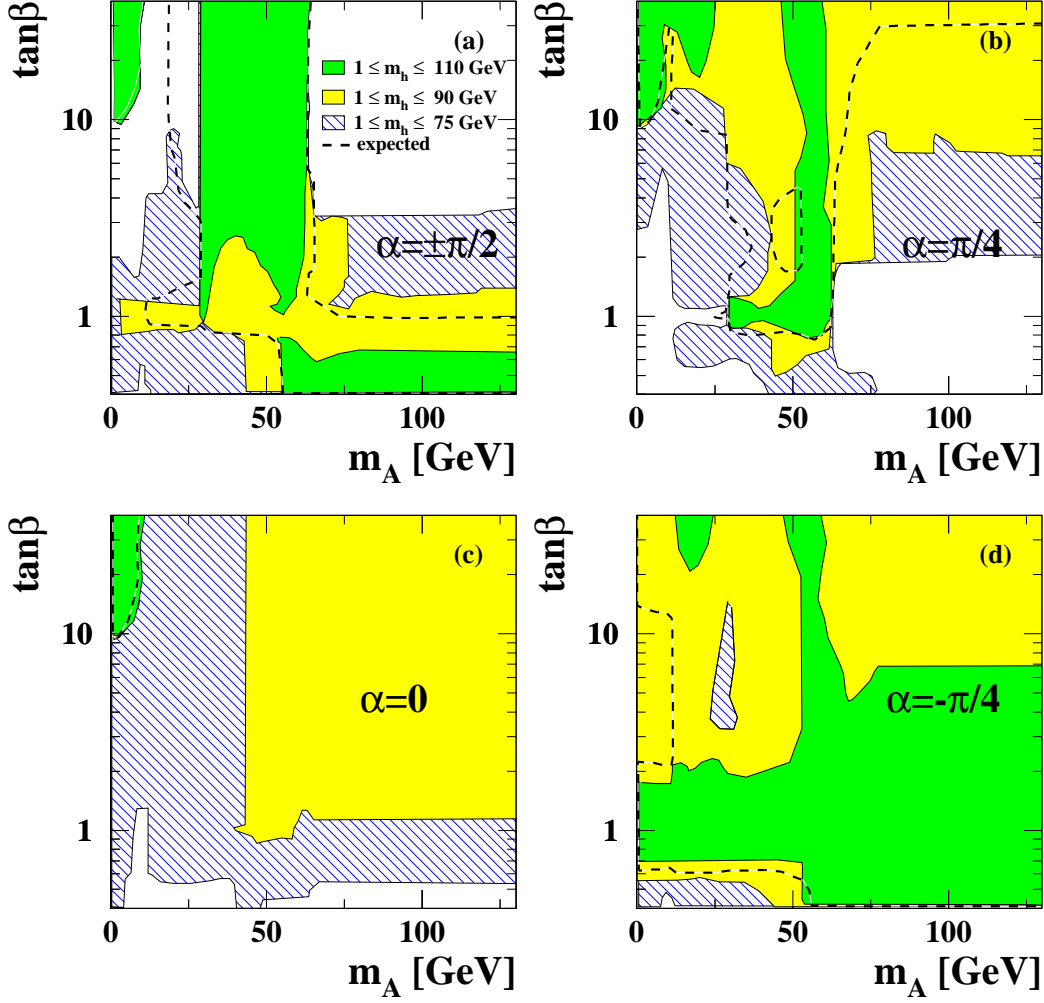 tanβ
10
1
(a)
1 ≤ m_h ≤ 110 GeV
1 ≤ m_h ≤ 90 GeV
1 ≤ m_h ≤ 75 GeV
expected
α=±π/2
0
50
100
m_A [GeV]
tanβ
10
1
(b)
α=π/4
0
50
100
m_A [GeV]
tanβ
10
1
(c)
α=0
0
50
100
m_A [GeV]
tanβ
10
1
(d)
α=-π/4
0
50
100
m_A [GeV]